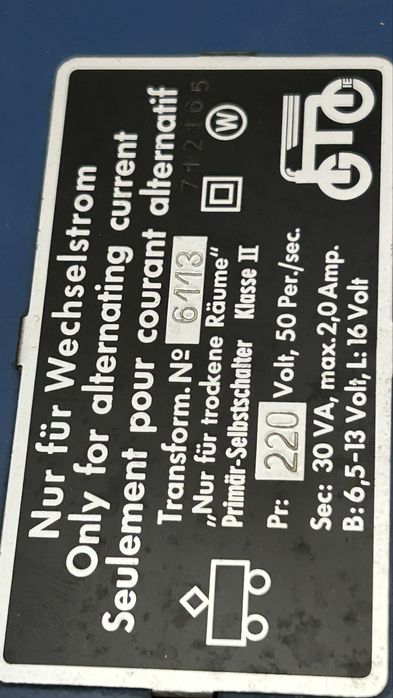 Nur für Wechselstrom
Only for alternating current
Seulement pour courant alternatif
Transform. Nº 6113 712165
„Nur für trockene Räume"
Primär-Selbstschalter Klasse II
W
Pr: 220 Volt, 50 Per./sec.
Sec: 30 VA, max. 2,0 Amp.
B: 6,5-13 Volt, L: 16 Volt